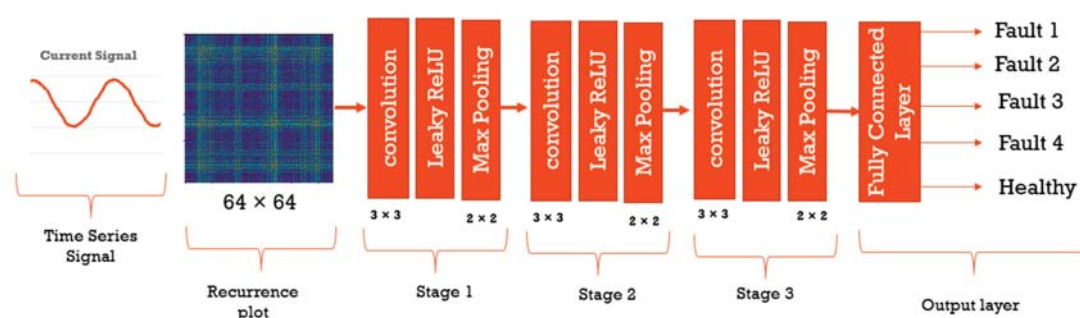 Current Signal
64 × 64
Time Series
Signal
Recurrence
plot
convolution
Leaky ReLU
Max Pooling
3 × 3
2 × 2
Stage 1
convolution
Leaky ReLU
Max Pooling
3 × 3
2 × 2
Stage 2
convolution
Leaky ReLU
Max Pooling
3 × 3
2 × 2
Stage 3
Fully Connected
Layer
Fault 1
Fault 2
Fault 3
Fault 4
Healthy
Output layer